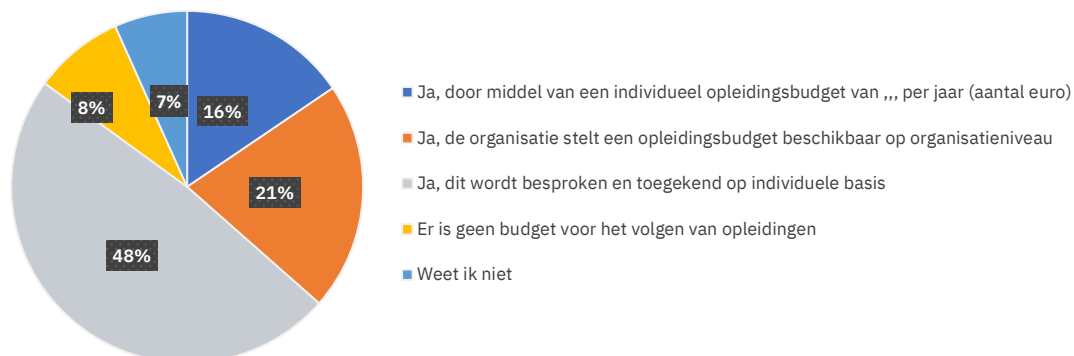 8%
7%
16%
21%
48%
Ja, door middel van een individueel opleidingsbudget van ,,, per jaar (aantal euro)
Ja, de organisatie stelt een opleidingsbudget beschikbaar op organisatieniveau
Ja, dit wordt besproken en toegekend op individuele basis
Er is geen budget voor het volgen van opleidingen
Weet ik niet